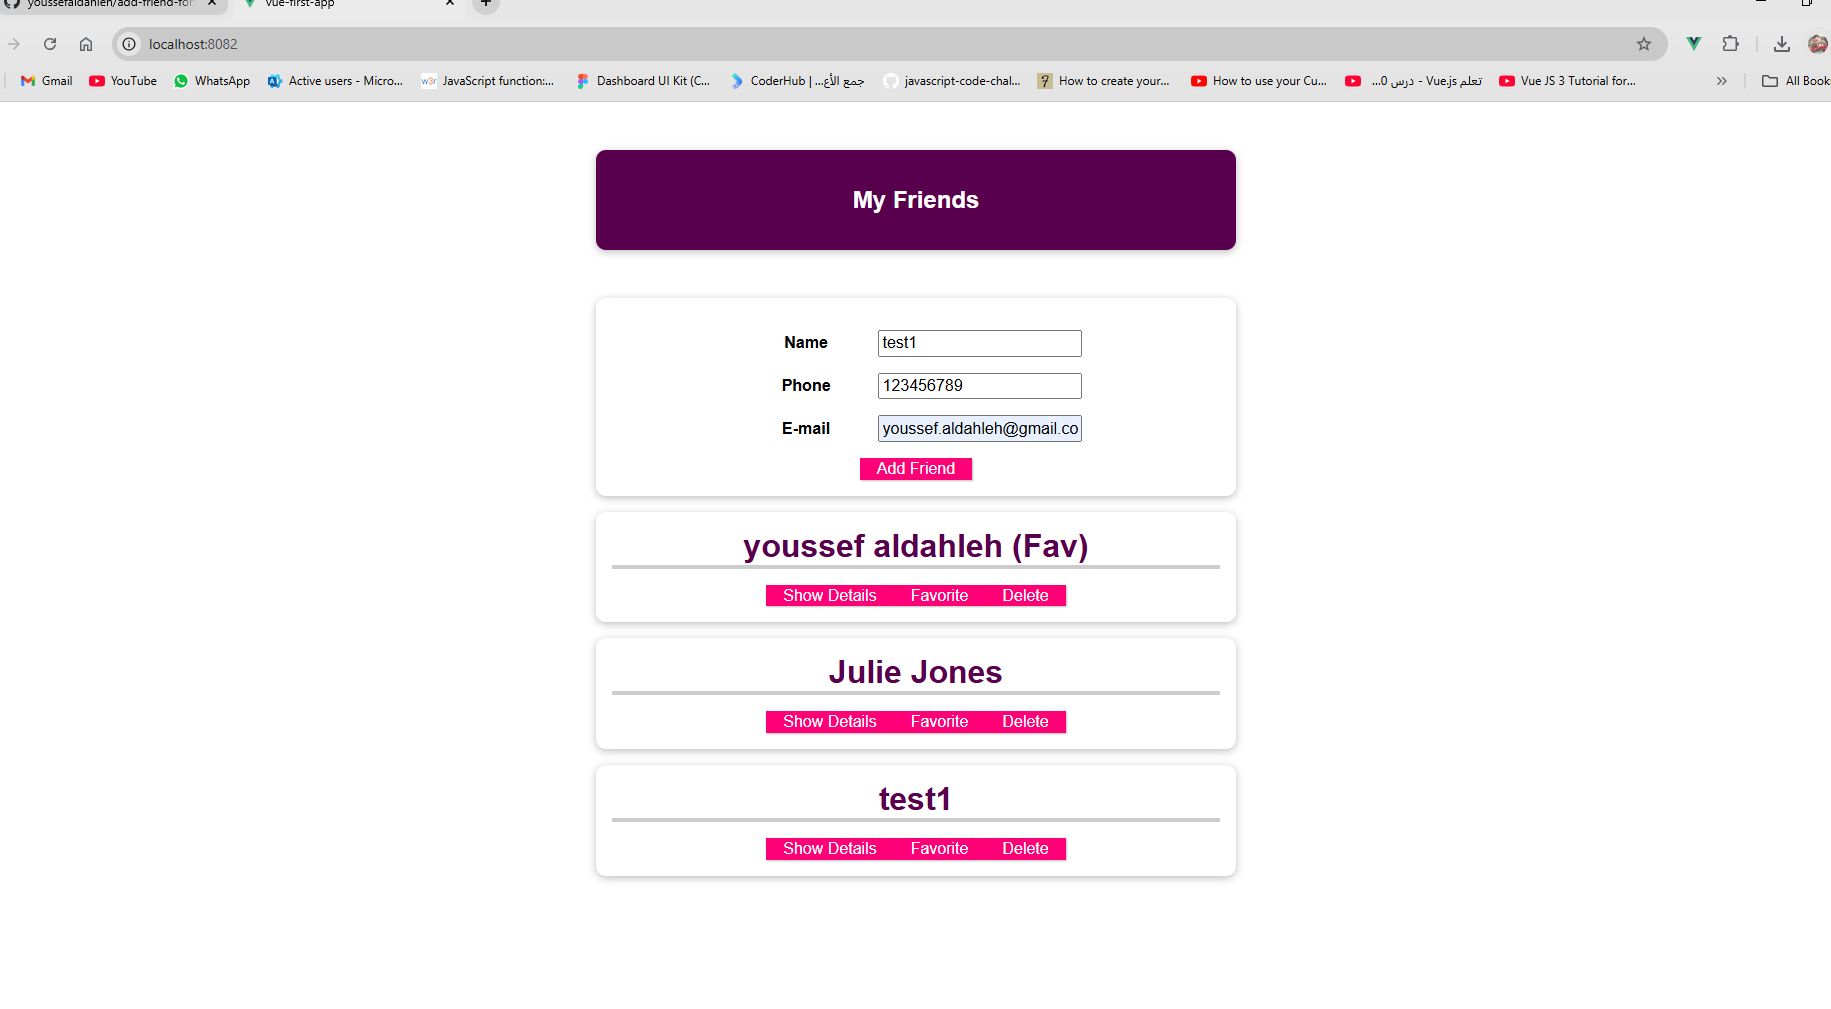 youssefaldahleh/add-friend-for
vue-first-app
localhost:8082
Gmail
YouTube
WhatsApp
Active users - Micro...
w3r
JavaScript function:...
Dashboard UI Kit (C...
CoderHub | جمع الأع...
javascript-code-chal...
How to create your...
How to use your Cu...
تعلم Vue.js - درس 0...
Vue JS 3 Tutorial for...
All Book
My Friends
Name test1
Phone 123456789
E-mail youssef.aldahleh@gmail.co
Add Friend
youssef aldahleh (Fav)
Show Details Favorite Delete
Julie Jones
Show Details Favorite Delete
test1
Show Details Favorite Delete